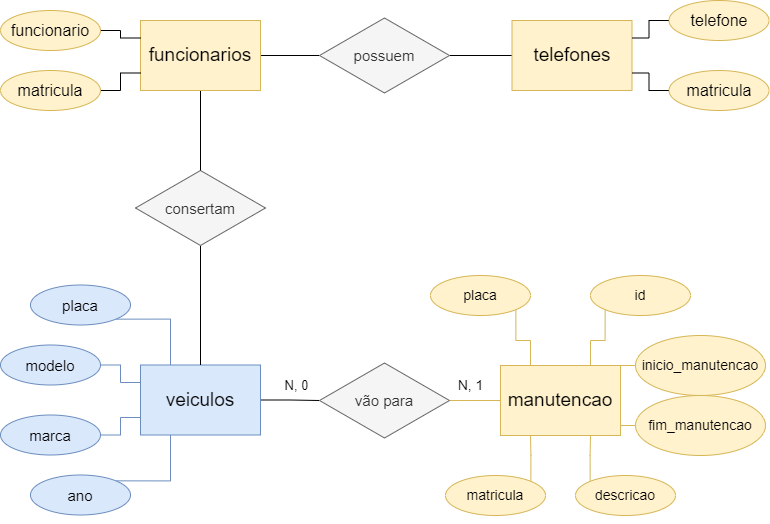 funcionario
telefone
funcionarios
possuem
telefones
matricula
matricula
consertam
placa
placa
id
modelo
inicio_manutencao
N, 0
N, 1
veiculos
vão para
manutencao
marca
fim_manutencao
ano
matricula
descricao